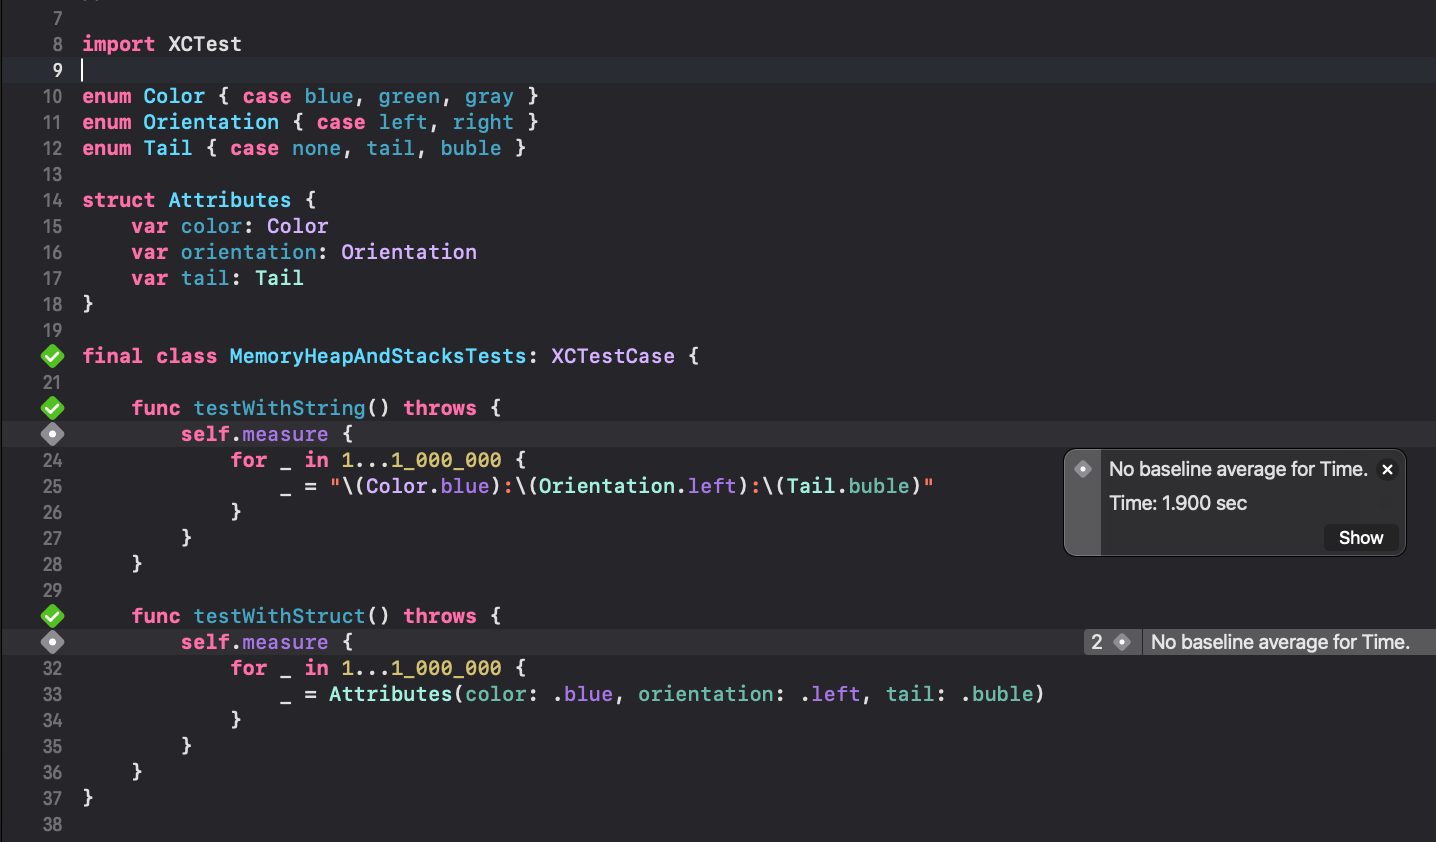 7
8 import XCTest
9
10 enum Color { case blue, green, gray }
11 enum Orientation { case left, right }
12 enum Tail { case none, tail, buble }
13
14 struct Attributes {
15     var color: Color
16     var orientation: Orientation
17     var tail: Tail
18 }
19
final class MemoryHeapAndStacksTests: XCTestCase {
21
    func testWithString() throws {
        self.measure {
24             for _ in 1...1_000_000 {
No baseline average for Time.
25                 _ = "\(Color.blue):\(Orientation.left):\(Tail.buble)"
Time: 1.900 sec
26             }
27         }
Show
28     }
29
    func testWithStruct() throws {
        self.measure {
2 No baseline average for Time.
32             for _ in 1...1_000_000 {
33                 _ = Attributes(color: .blue, orientation: .left, tail: .buble)
34             }
35         }
36     }
37 }
38